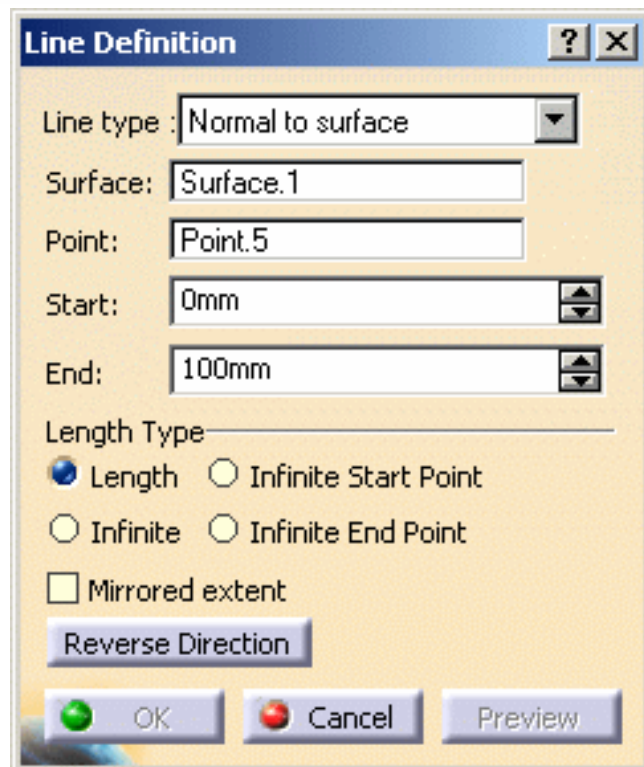 Line Definition
Line type : Normal to surface
Surface: Surface.1
Point: Point.5
Start: 0mm
End: 100mm
Length Type
Length Infinite Start Point
Infinite Infinite End Point
Mirrored extent
Reverse Direction
OK Cancel Preview